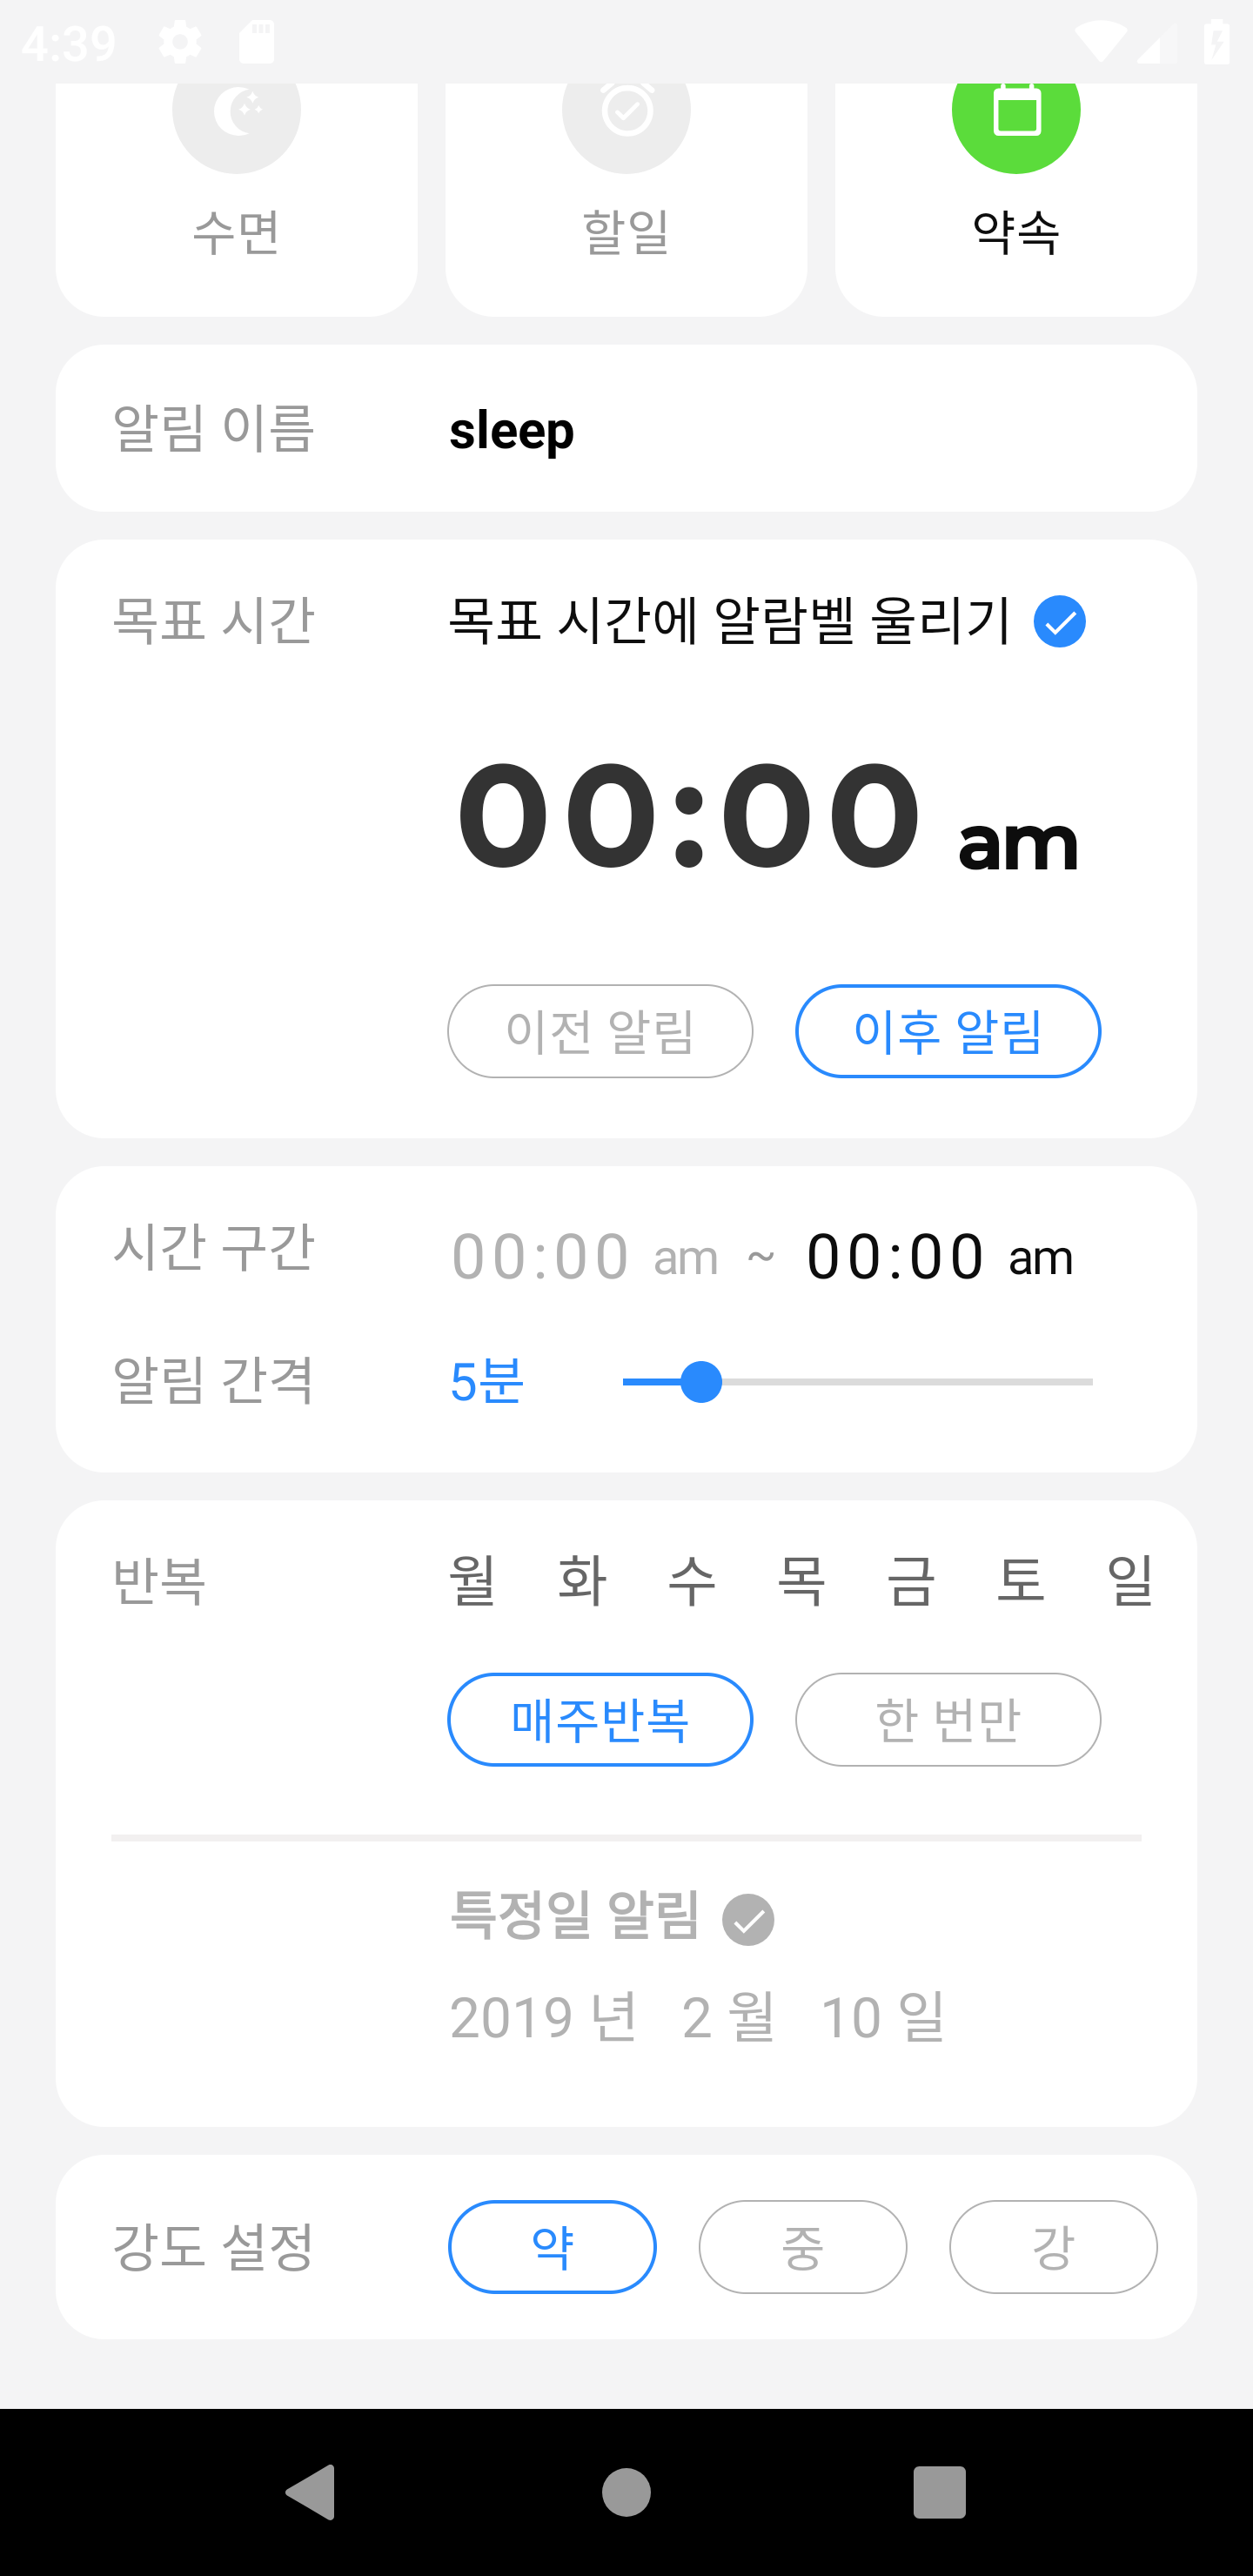 4:39
수면 할일 약속
알림 이름 sleep
목표 시간 목표 시간에 알람벨 울리기
00:00 am
이전 알림 이후 알림
시간 구간 00:00 am ~ 00:00 am
알림 간격 5분
반복 월 화 수 목 금 토 일
매주반복 한 번만
특정일 알림
2019 년 2 월 10 일
강도 설정 약 중 강